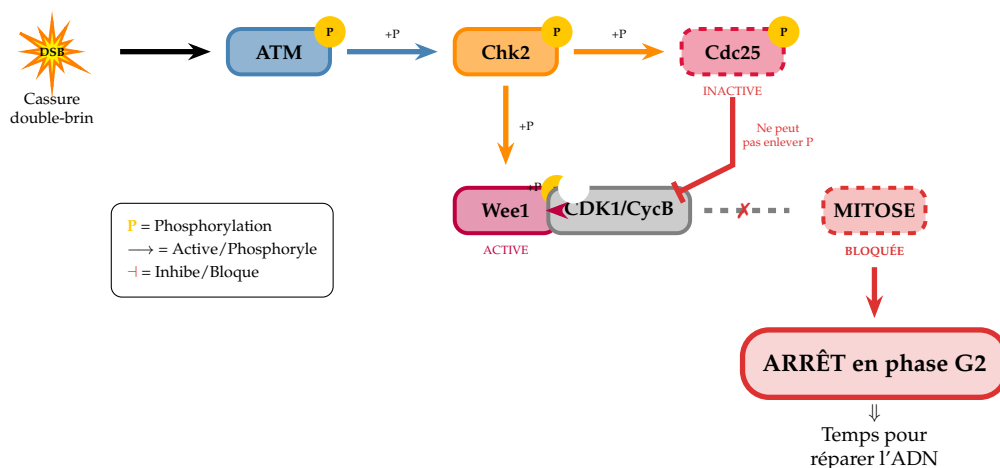 DSB
Cassure
double-brin
ATM
P
+P
Chk2
P
+P
Cdc25
P
INACTIVE
+P
Ne peut
pas enlever P
Wee1
+P
CDK1/CycB
ACTIVE
✗
MITOSE
BLOQUÉE
P = Phosphorylation
⟶ = Active/Phosphoryle
⊣ = Inhibe/Bloque
ARRÊT en phase G2
⇓
Temps pour
réparer l'ADN